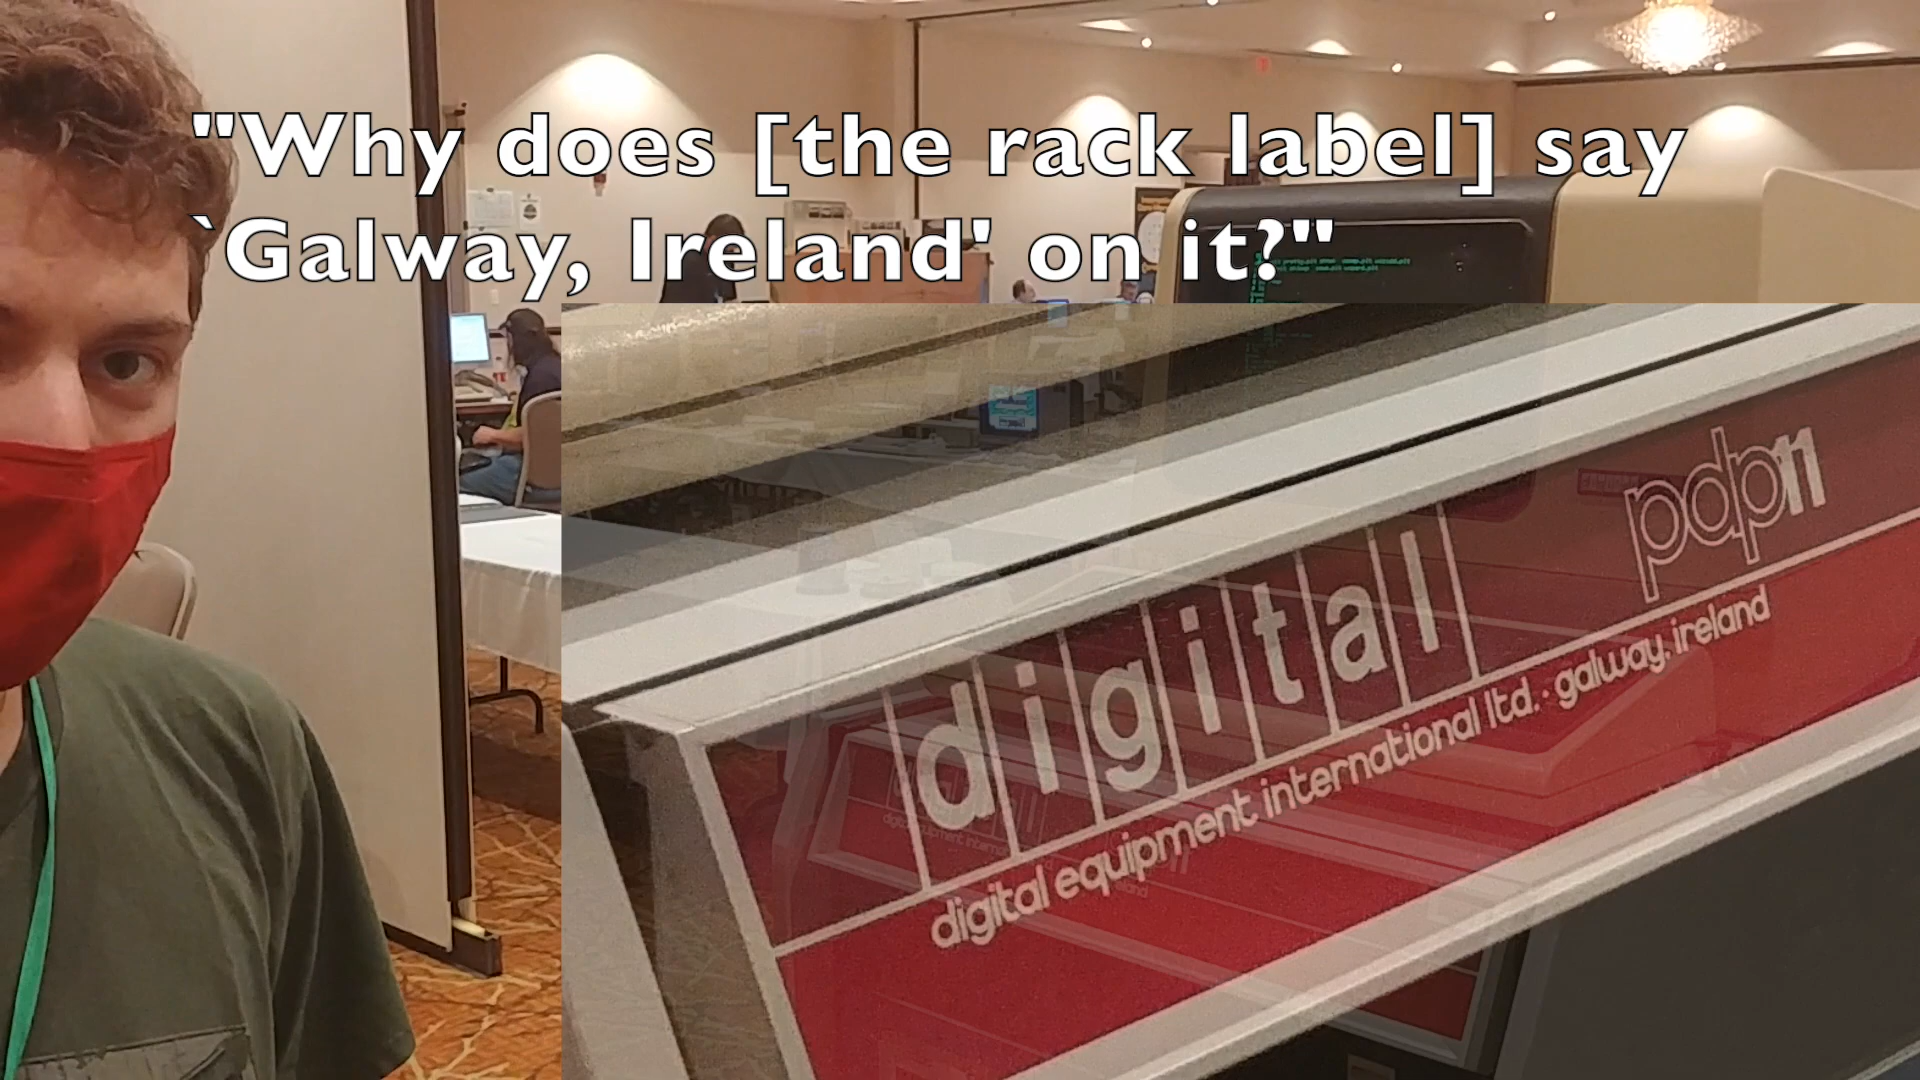 "Why does [the rack label] say
`Galway, Ireland' on it?"
digital
pdp11
digital equipment international ltd. · galway, ireland